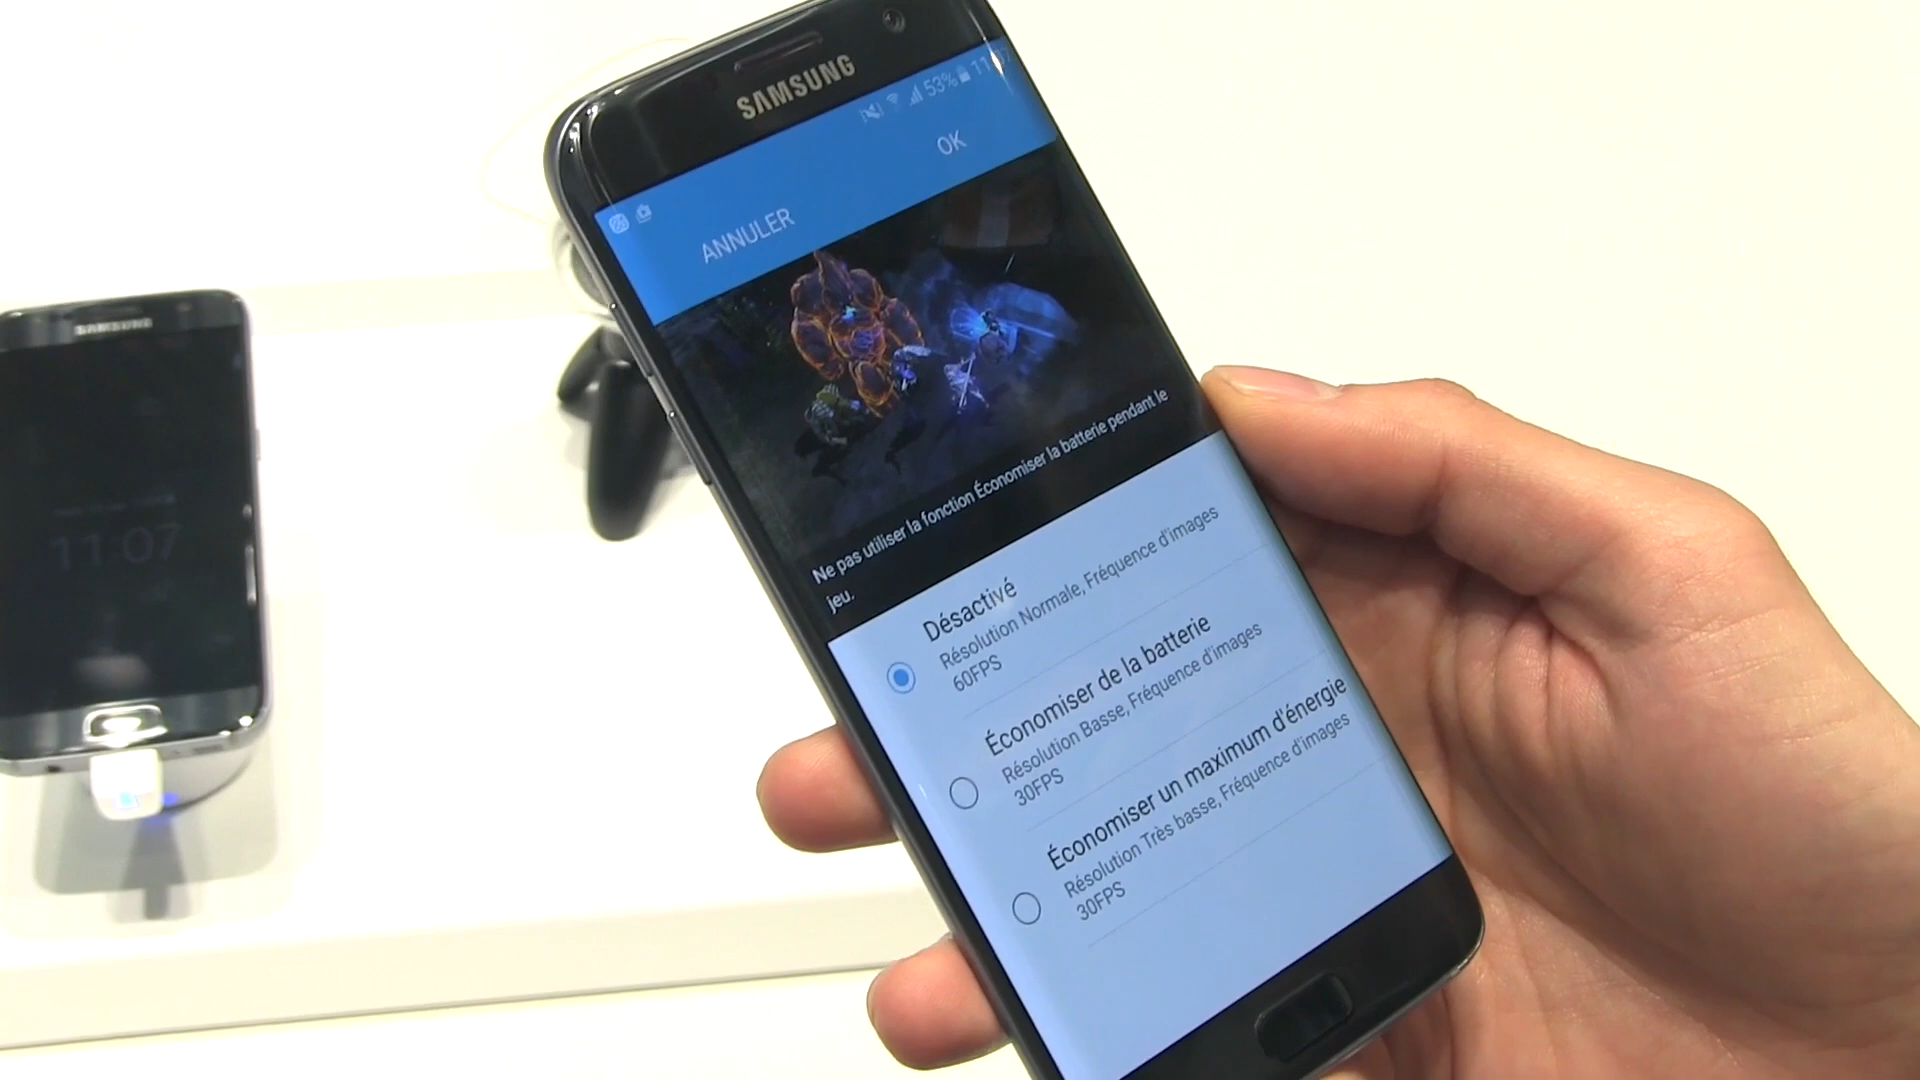 SAMSUNG
53%
ANNULER
OK
Ne pas utiliser la fonction Économiser la batterie pendant le
jeu.
Désactivé
Résolution Normale, Fréquence d'images
60FPS
Économiser de la batterie
Résolution Basse, Fréquence d'images
30FPS
Économiser un maximum d'énergie
Résolution Très basse, Fréquence d'images
30FPS
SAMSUNG
11:07